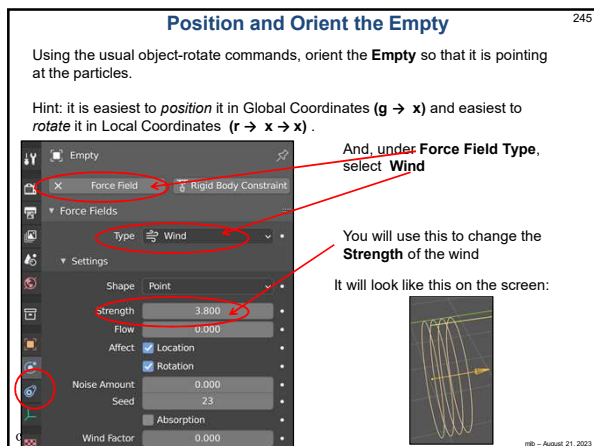 Position and Orient the Empty
245
Using the usual object-rotate commands, orient the Empty so that it is pointing
at the particles.
Hint: it is easiest to position it in Global Coordinates (g → x) and easiest to
rotate it in Local Coordinates (r → x → x) .
Empty
Force Field
Rigid Body Constraint
Force Fields
Type
Wind
Settings
Shape
Point
Strength
3.800
Flow
0.000
Affect
Location
Rotation
Noise Amount
0.000
Seed
23
Absorption
Wind Factor
0.000
And, under Force Field Type,
select Wind
You will use this to change the
Strength of the wind
It will look like this on the screen:
mjb – August 21, 2023